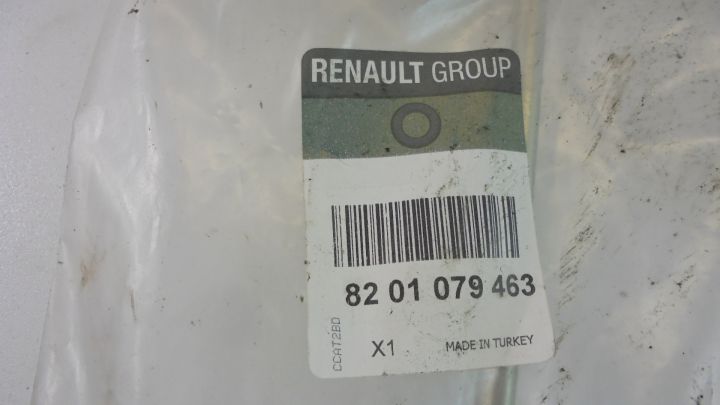 RENAULT GROUP
82 01 079 463
CCAT2BD
X1
MADE IN TURKEY